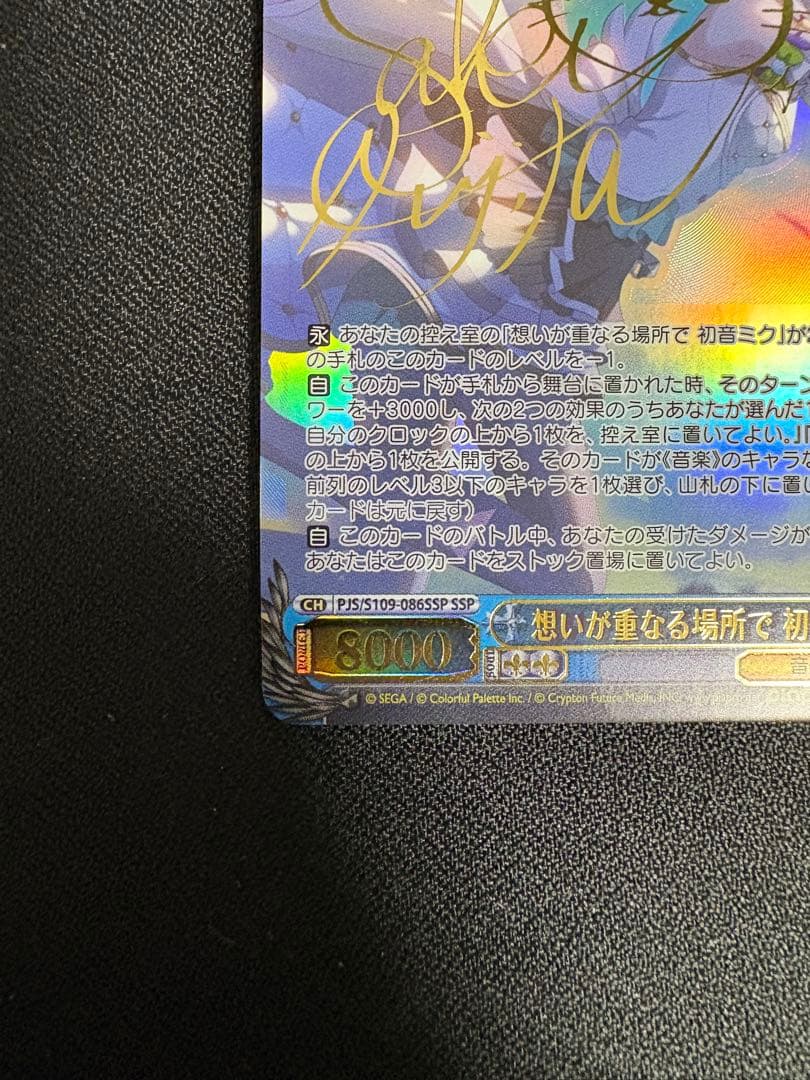 Saki
Fujita
永 あなたの控え室の「想いが重なる場所で 初音ミク」が
の手札のこのカードのレベルを－1。
自 このカードが手札から舞台に置かれた時、そのターン
ワーを＋3000し、次の2つの効果のうちあなたが選んだ
自分のクロックの上から1枚を、控え室に置いてよい。』『
の上から1枚を公開する。そのカードが《音楽》のキャラな
前列のレベル3以下のキャラを1枚選び、山札の下に置い
カードは元に戻す）
自 このカードのバトル中、あなたの受けたダメージが
あなたはこのカードをストック置場に置いてよい。
CH PJS/S109-086SSP SSP
POWER 8000 想いが重なる場所で 初
SOUL 音
© SEGA / © Colorful Palette Inc. / © Crypton Future Media, INC.